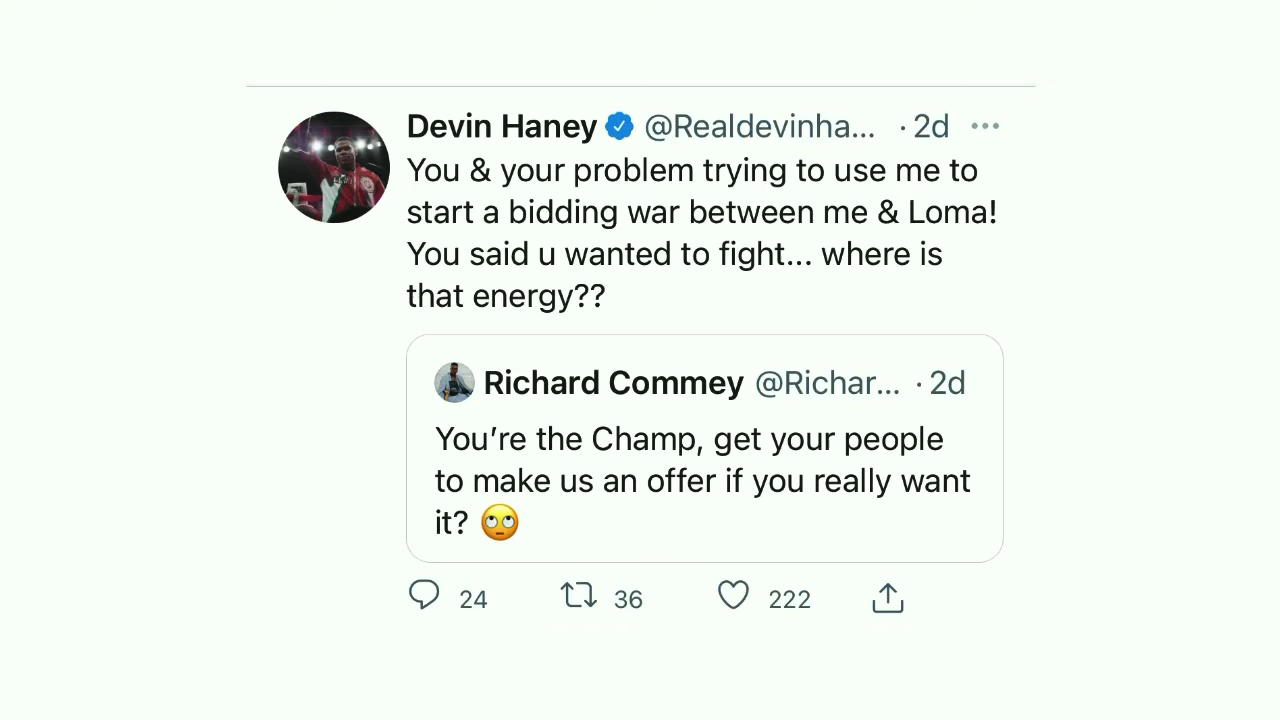 Devin Haney @Realdevinha... · 2d ...
You & your problem trying to use me to
start a bidding war between me & Loma!
You said u wanted to fight... where is
that energy??
Richard Commey @Richar... · 2d
You're the Champ, get your people
to make us an offer if you really want
it? 🙄
24 36 222